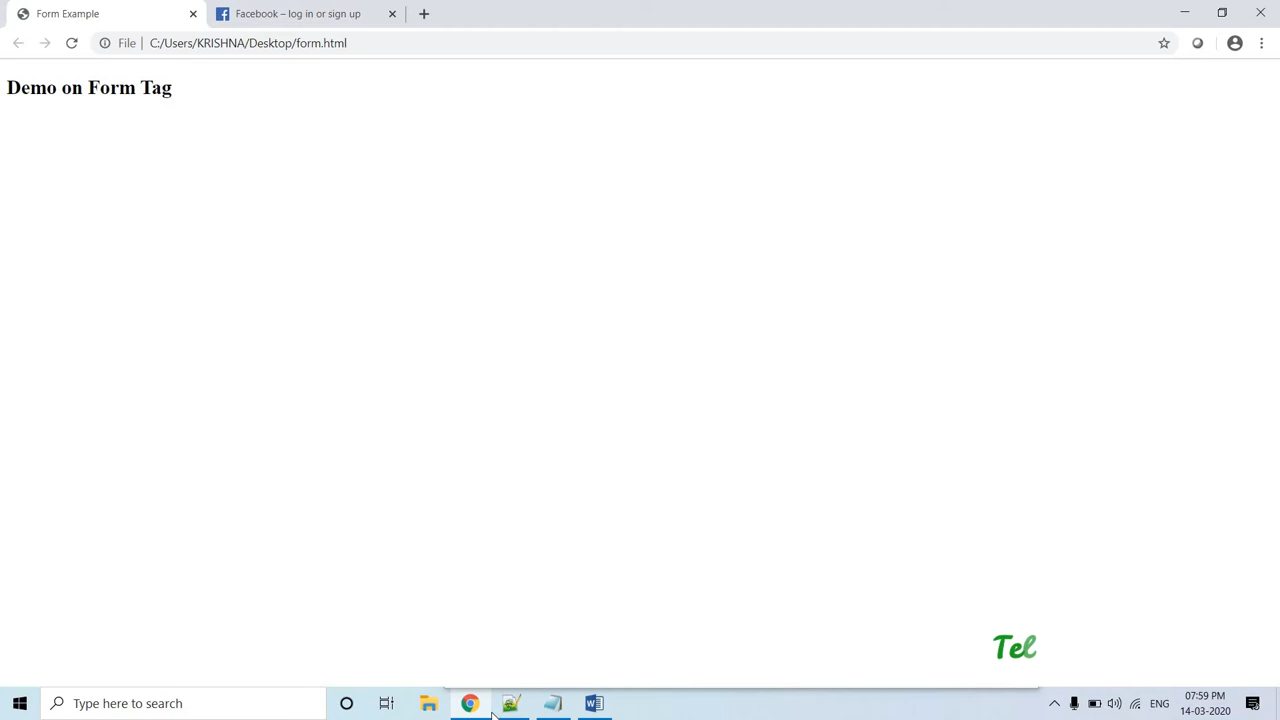 Form Example
Facebook – log in or sign up
File
C:/Users/KRISHNA/Desktop/form.html
Demo on Form Tag
Tel
Type here to search
ENG
07:59 PM
14-03-2020